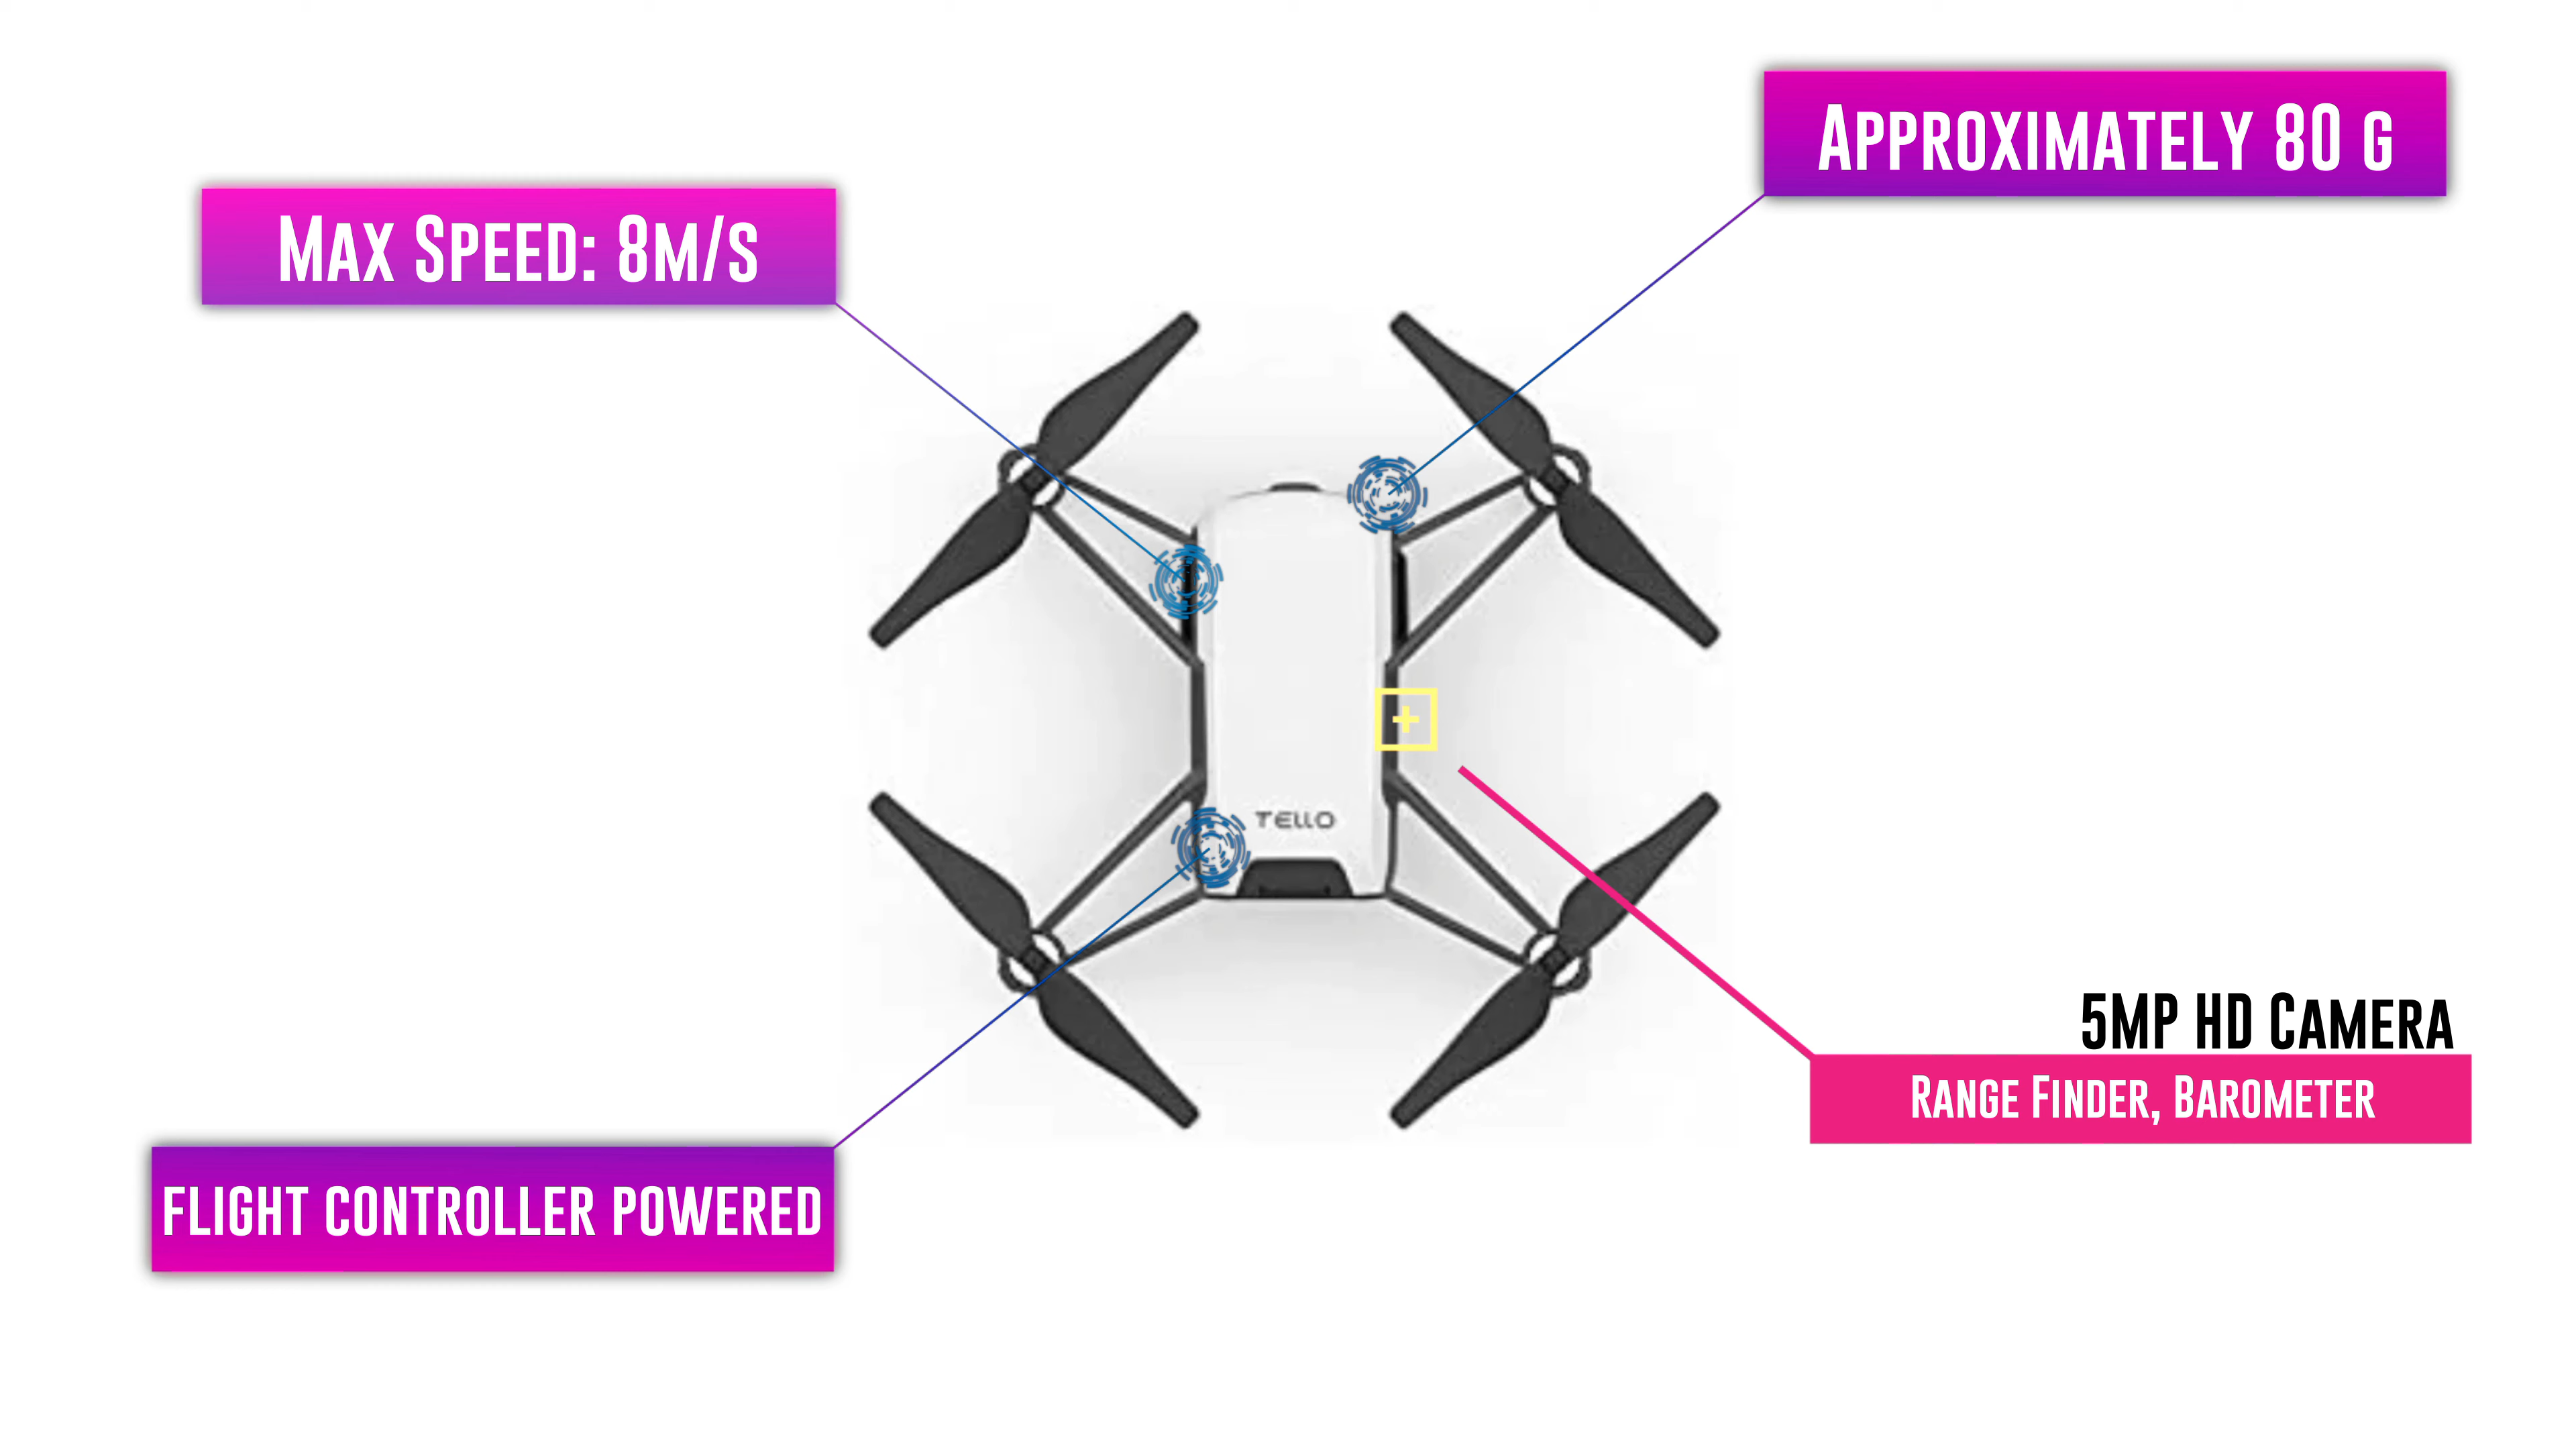 Approximately 80 g
Max Speed: 8m/s
TELLO
5MP HD Camera
Range Finder, Barometer
FLIGHT CONTROLLER POWERED